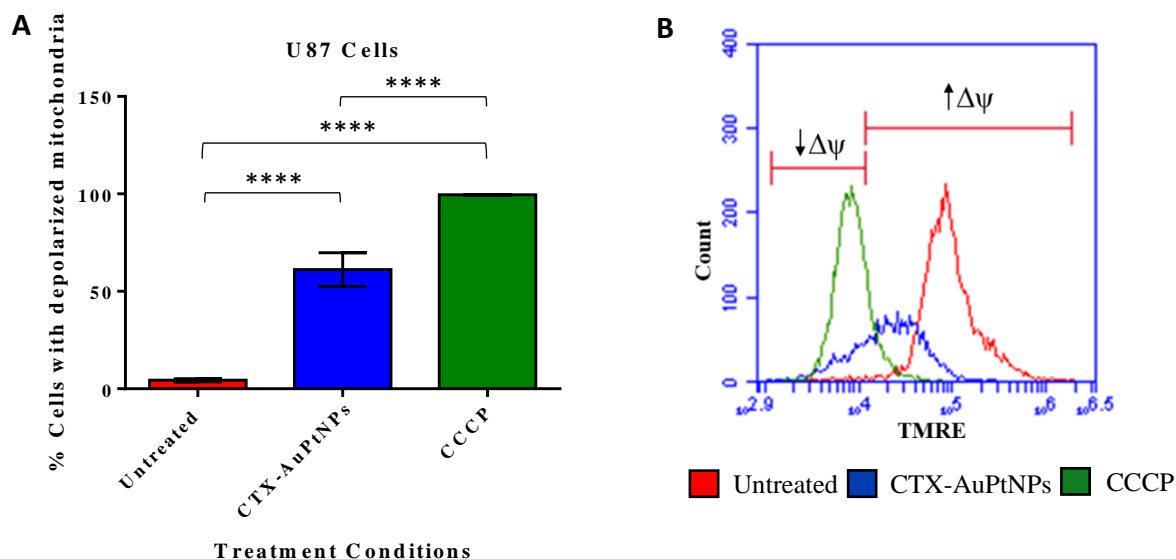 A
U87 Cells
% Cells with depolarized mitochondria
150
100
50
0
****
****
****
Untreated
CTX-AuPtNPs
CCCP
Treatment Conditions
B
400
300
200
100
0
Count
↓Δψ
↑Δψ
10^2.9
10^4
10^5
10^6
10^6.5
TMRE
Untreated
CTX-AuPtNPs
CCCP